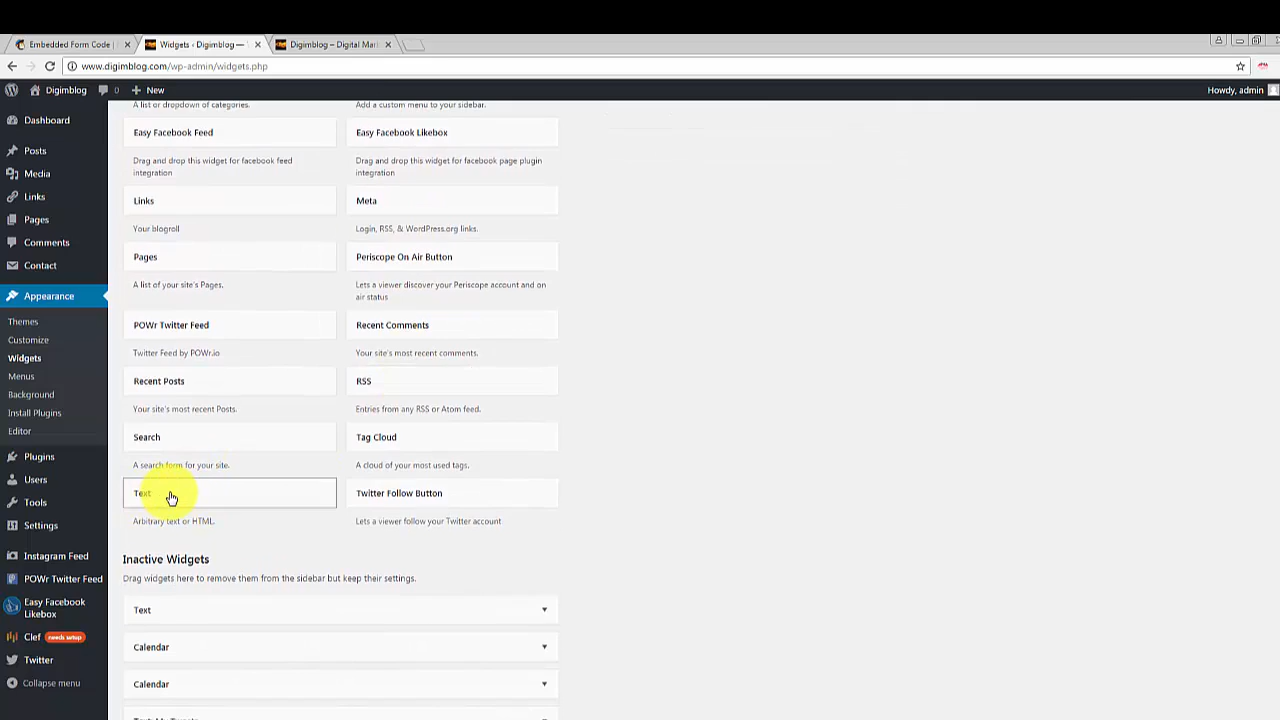 Embedded Form Code |
Widgets ‹ Digimblog —
Digimblog – Digital Mar
www.digimblog.com/wp-admin/widgets.php
Digimblog 0 + New
Howdy, admin
Dashboard
Posts
Media
Links
Pages
Comments
Contact
Appearance
Themes
Customize
Widgets
Menus
Background
Install Plugins
Editor
Plugins
Users
Tools
Settings
Instagram Feed
POWr Twitter Feed
Easy Facebook
Likebox
Clef needs setup
Twitter
Collapse menu
A list or dropdown of categories.
Add a custom menu to your sidebar.
Easy Facebook Feed
Drag and drop this widget for facebook feed
integration
Easy Facebook Likebox
Drag and drop this widget for facebook page plugin
integration
Links
Your blogroll
Meta
Login, RSS, & WordPress.org links.
Pages
A list of your site's Pages.
Periscope On Air Button
Lets a viewer discover your Periscope account and on
air status
POWr Twitter Feed
Twitter Feed by POWr.io
Recent Comments
Your site's most recent comments.
Recent Posts
Your site's most recent Posts.
RSS
Entries from any RSS or Atom feed.
Search
A search form for your site.
Tag Cloud
A cloud of your most used tags.
Text
Arbitrary text or HTML.
Twitter Follow Button
Lets a viewer follow your Twitter account
Inactive Widgets
Drag widgets here to remove them from the sidebar but keep their settings.
Text
Calendar
Calendar